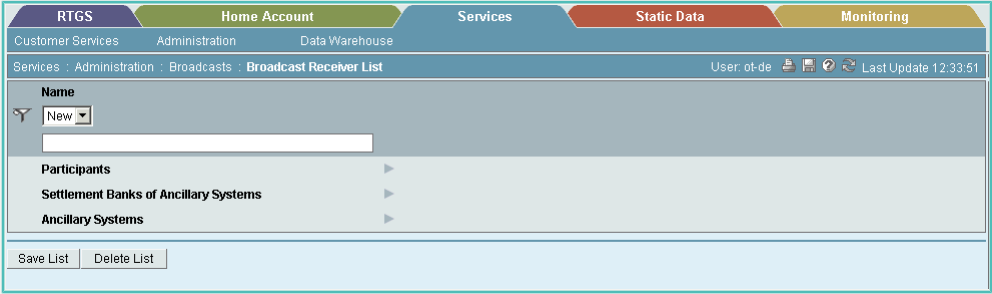 RTGS Home Account Services Static Data Monitoring
Customer Services Administration Data Warehouse
Services : Administration : Broadcasts : Broadcast Receiver List User: ot-de Last Update 12:33:51
Name
New
Participants
Settlement Banks of Ancillary Systems
Ancillary Systems
Save List Delete List